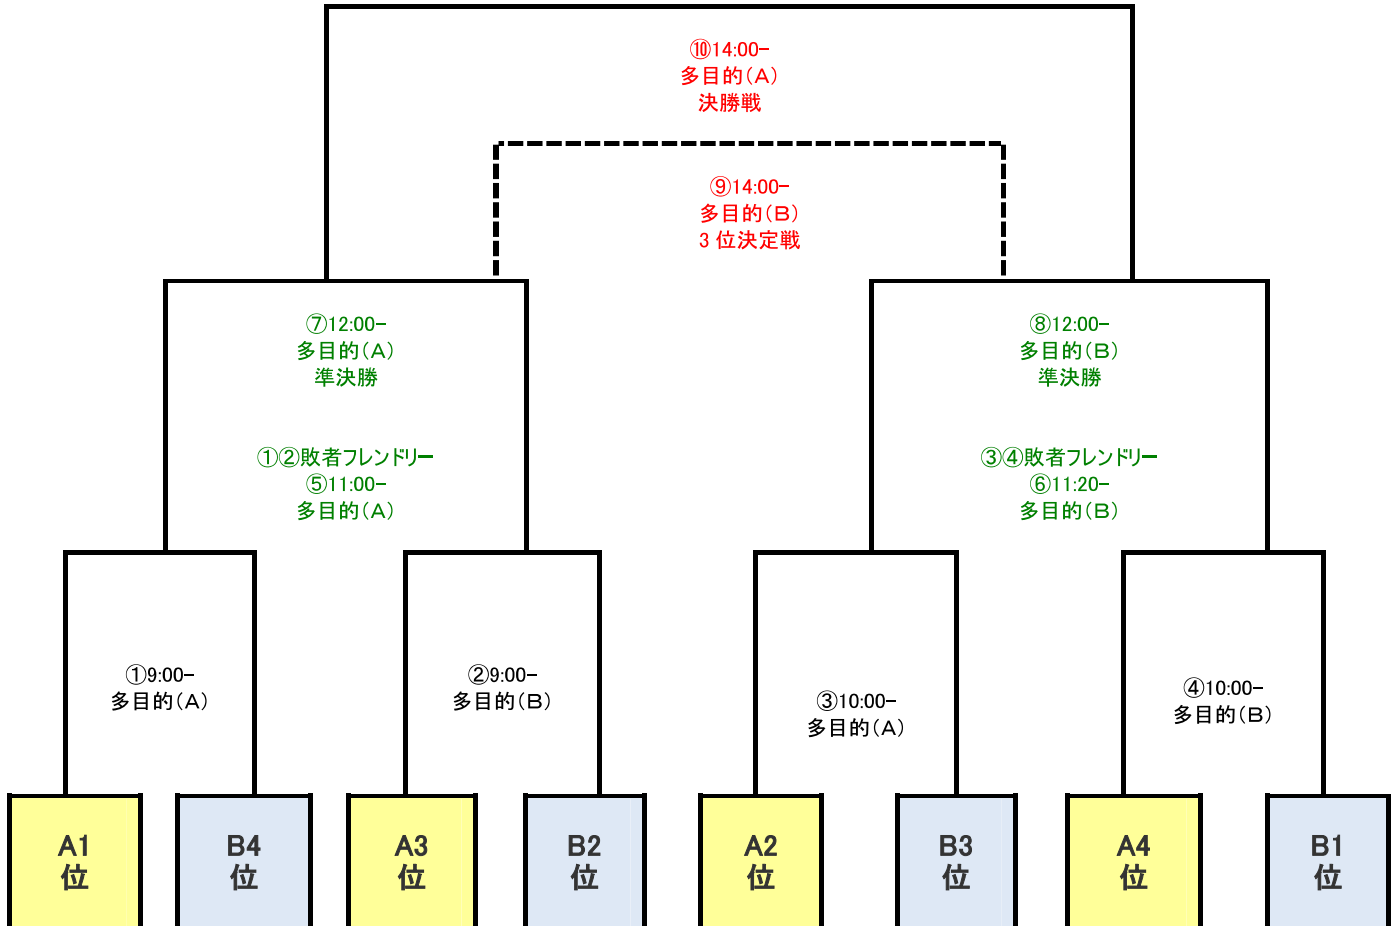 ⑩14:00-
多目的（A）
決勝戦
⑨14:00-
多目的（B）
3 位決定戦
⑦12:00-
多目的（A）
準決勝
⑧12:00-
多目的（B）
準決勝
①②敗者フレンドリー
⑤11:00-
多目的（A）
③④敗者フレンドリー
⑥11:20-
多目的（B）
①9:00-
多目的（A）
②9:00-
多目的（B）
③10:00-
多目的（A）
④10:00-
多目的（B）
A1
位
B4
位
A3
位
B2
位
A2
位
B3
位
A4
位
B1
位